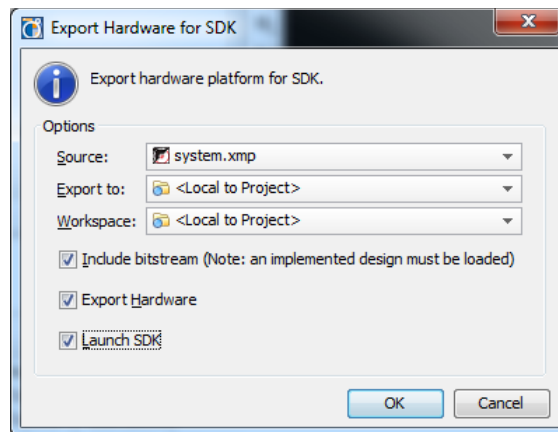 Export Hardware for SDK
Export hardware platform for SDK.
Options
Source: system.xmp
Export to: <Local to Project>
Workspace: <Local to Project>
Include bitstream (Note: an implemented design must be loaded)
Export Hardware
Launch SDK
OK Cancel